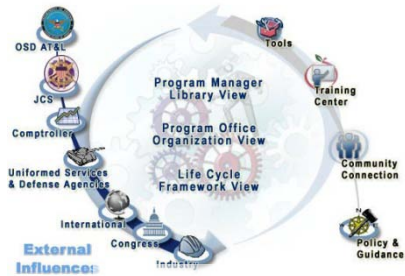 OSD AT&L
JCS
Comptroller
Uniformed Services
& Defense Agencies
International
Congress
Industry
External
Influences
Program Manager
Library View
Program Office
Organization View
Life Cycle
Framework View
Tools
Training
Center
Community
Connection
Policy &
Guidance